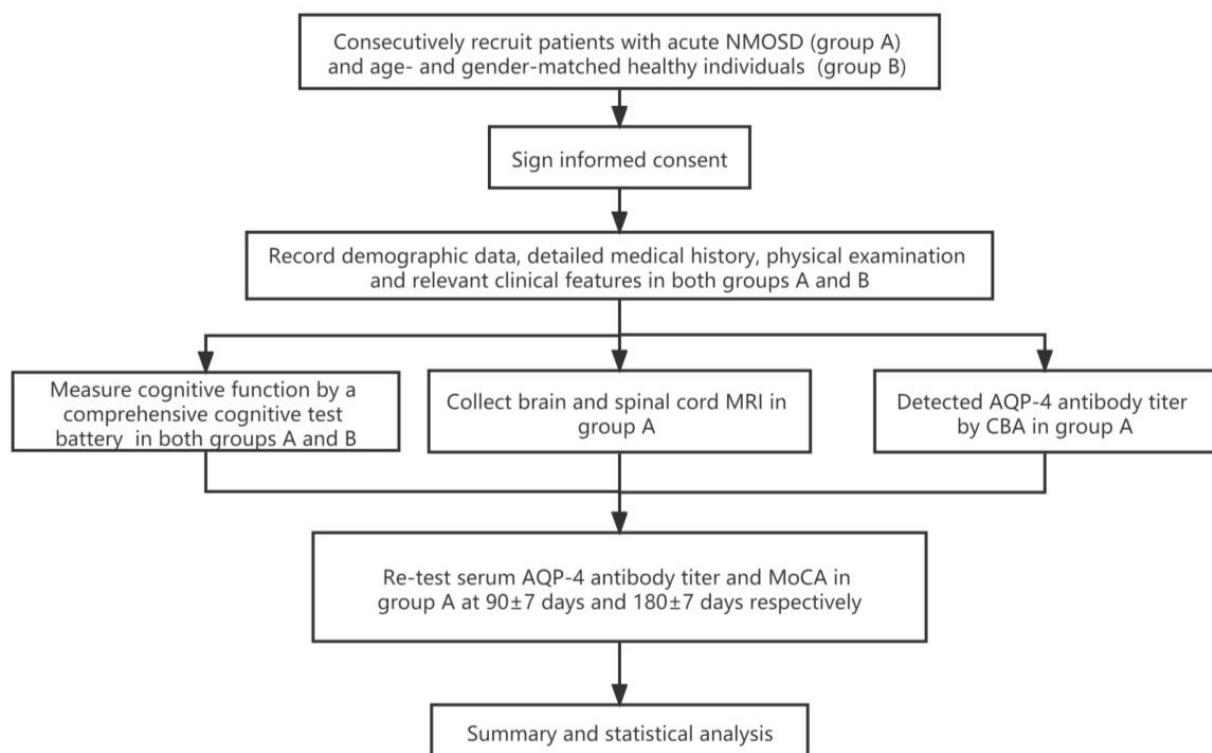 Consecutively recruit patients with acute NMOSD (group A)
and age- and gender-matched healthy individuals (group B)
Sign informed consent
Record demographic data, detailed medical history, physical examination
and relevant clinical features in both groups A and B
Measure cognitive function by a
comprehensive cognitive test
battery in both groups A and B
Collect brain and spinal cord MRI in
group A
Detected AQP-4 antibody titer
by CBA in group A
Re-test serum AQP-4 antibody titer and MoCA in
group A at 90±7 days and 180±7 days respectively
Summary and statistical analysis